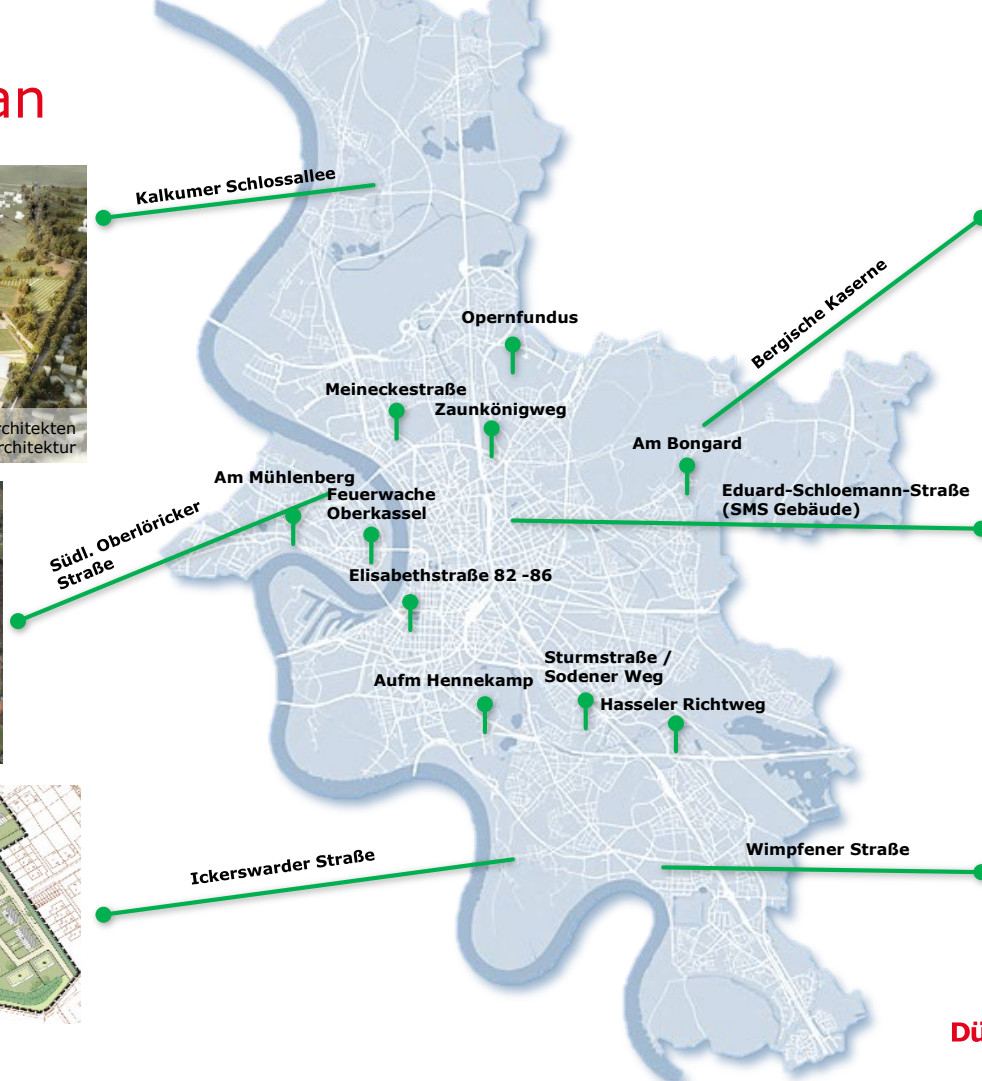 an
Kalkumer Schlossallee
Bergische Kaserne
Opernfundus
Meineckestraße
Zaunkönigweg
rchitekten
rchitektur
Am Bongard
Am Mühlenberg
Feuerwache
Oberkassel
Eduard-Schloemann-Straße
(SMS Gebäude)
Südl. Oberlöricker
Straße
Elisabethstraße 82 -86
Sturmstraße /
Sodener Weg
Aufm Hennekamp
Hasseler Richtweg
Ickerswarder Straße
Wimpfener Straße
Dü